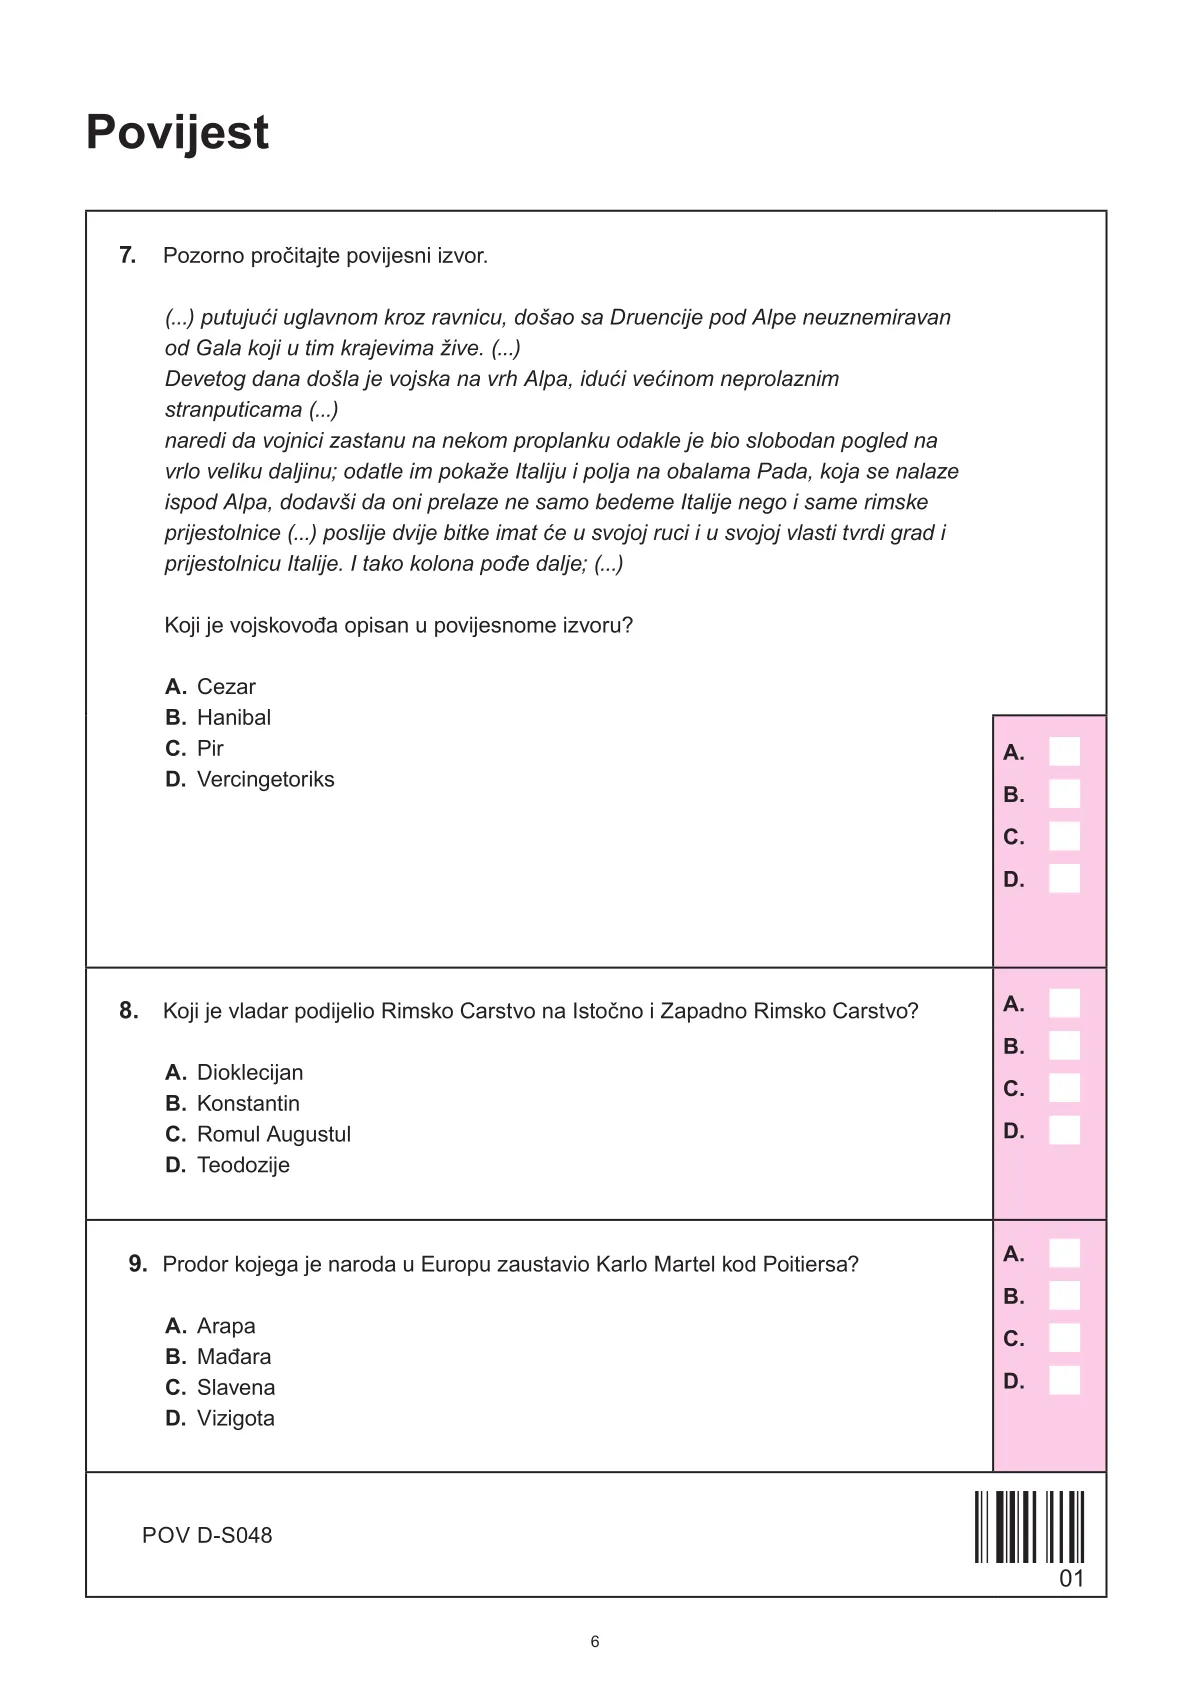 Povijest
7. Pozorno pročitajte povijesni izvor.
(...) putujući uglavnom kroz ravnicu, došao sa Druencije pod Alpe neuznemiravan
od Gala koji u tim krajevima žive. (...)
Devetog dana došla je vojska na vrh Alpa, idući većinom neprolaznim
stranputicama (...)
naredi da vojnici zastanu na nekom proplanku odakle je bio slobodan pogled na
vrlo veliku daljinu; odatle im pokaže Italiju i polja na obalama Pada, koja se nalaze
ispod Alpa, dodavši da oni prelaze ne samo bedeme Italije nego i same rimske
prijestolnice (...) poslije dvije bitke imat će u svojoj ruci i u svojoj vlasti tvrdi grad i
prijestolnicu Italije. I tako kolona pođe dalje; (...)
Koji je vojskovođa opisan u povijesnome izvoru?
A. Cezar
B. Hanibal
C. Pir
D. Vercingetoriks
A.
B.
C.
D.
8. Koji je vladar podijelio Rimsko Carstvo na Istočno i Zapadno Rimsko Carstvo?
A. Dioklecijan
B. Konstantin
C. Romul Augustul
D. Teodozije
A.
B.
C.
D.
9. Prodor kojega je naroda u Europu zaustavio Karlo Martel kod Poitiersa?
A. Arapa
B. Mađara
C. Slavena
D. Vizigota
A.
B.
C.
D.
POV D-S048
01
6